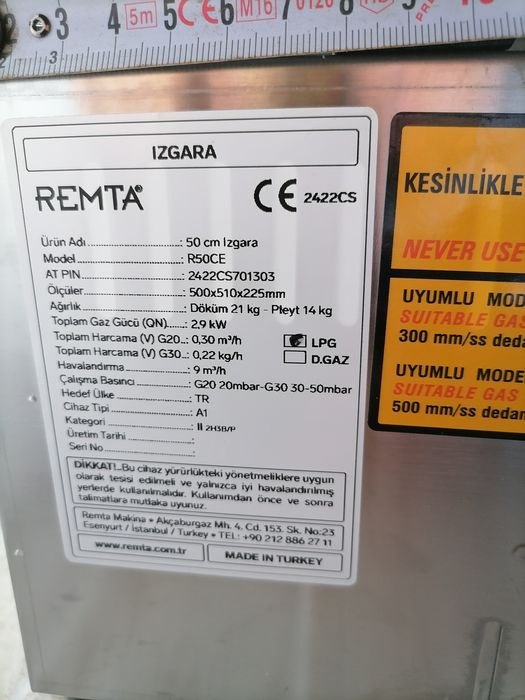 3 4 5m 5 CE 6 M16 7 0126 8
3
IZGARA
REMTA®
CE 2422CS
Ürün Adı....................: 50 cm Izgara
Model........................: R50CE
AT PIN.......................: 2422CS701303
Ölçüler......................: 500x510x225mm
Ağırlık.......................: Döküm 21 kg - Pleyt 14 kg
Toplam Gaz Gücü (QN)..: 2,9 kW
Toplam Harcama (V) G20..: 0,30 m³/h
Toplam Harcama (V) G30..: 0,22 kg/h
LPG
D.GAZ
Havalandırma................: 9 m³/h
Çalışma Basıncı.............: G20 20mbar-G30 30-50mbar
Hedef Ülke..................: TR
Cihaz Tipi....................: A1
Kategori.....................: II 2H3B/P
Üretim Tarihi................:
Seri No......................:
DİKKAT!..Bu cihaz yürürlükteki yönetmeliklere uygun
olarak tesisi edilmeli ve yalnızca iyi havalandırılmış
yerlerde kullanılmalıdır. Kullanımdan önce ve sonra
talimatlara mutlaka uyunuz.
Remta Makina • Akçaburgaz Mh. 4. Cd. 153. Sk. No:23
Esenyurt / İstanbul / Turkey • TEL: +90 212 886 27 11
www.remta.com.tr
MADE IN TURKEY
KESİNLİKLE
NEVER USE
UYUMLU MODE
SUITABLE GAS
300 mm/ss deda
UYUMLU MODE
SUITABLE GAS
500 mm/ss dedan